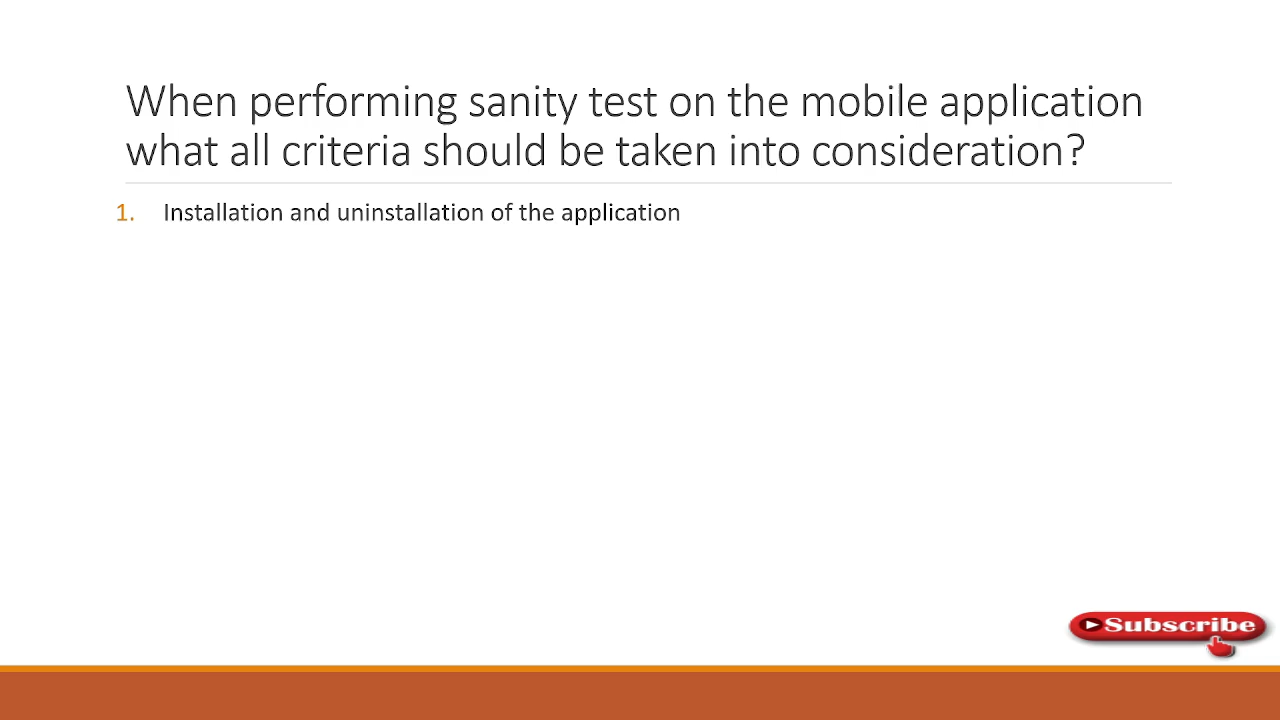 When performing sanity test on the mobile application
what all criteria should be taken into consideration?
1. Installation and uninstallation of the application
Subscribe